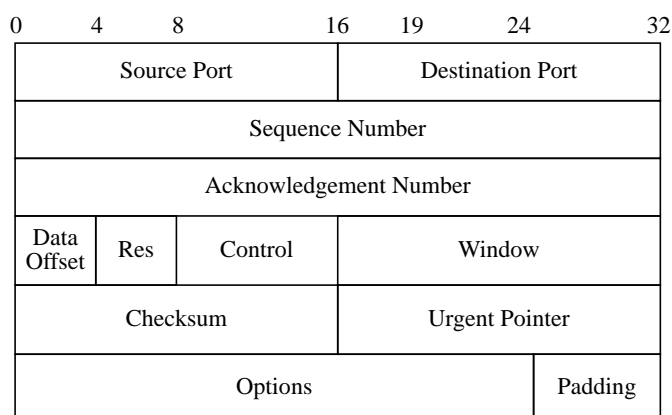 0 4 8 16 19 24 32
Source Port Destination Port
Sequence Number
Acknowledgement Number
Data
Offset Res Control Window
Checksum Urgent Pointer
Options Padding